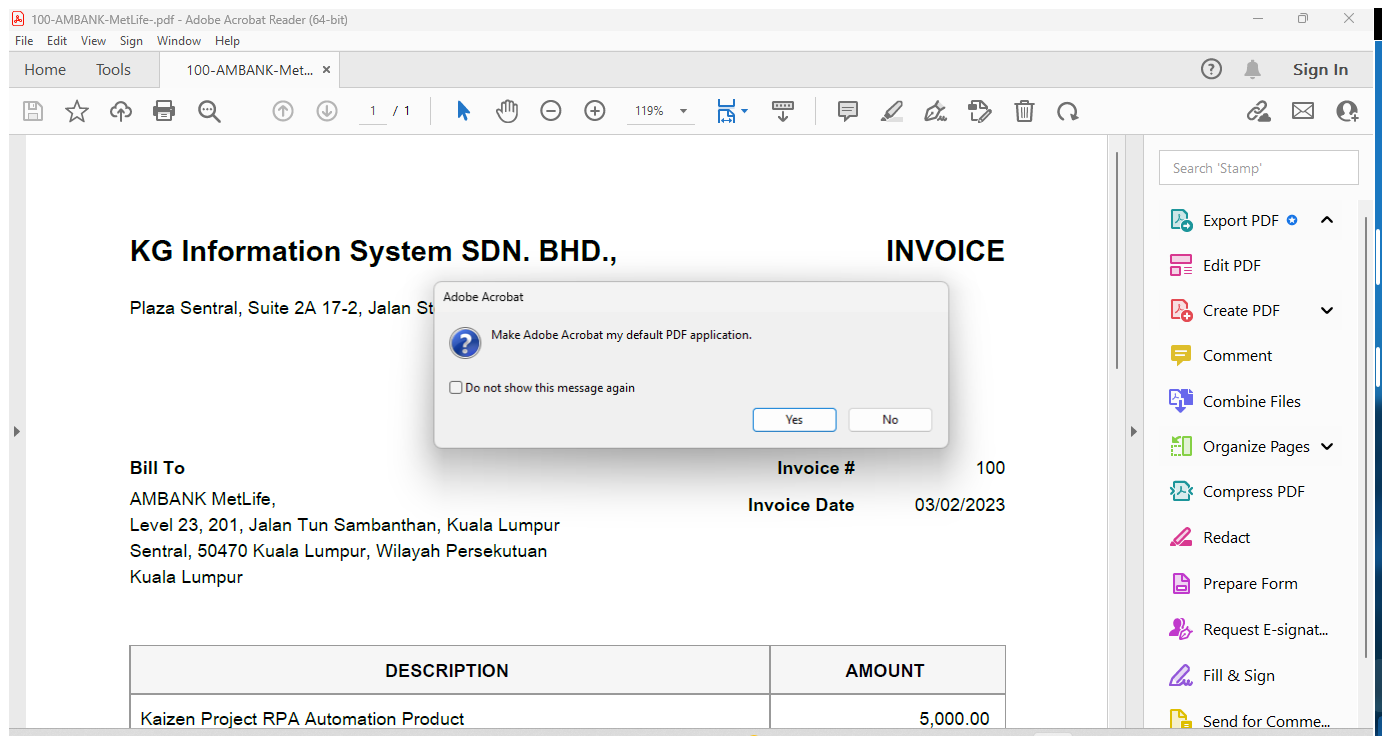 100-AMBANK-MetLife-.pdf - Adobe Acrobat Reader (64-bit)
File Edit View Sign Window Help
Home Tools 100-AMBANK-Met... × Sign In
1 / 1 119%
Search 'Stamp'
Export PDF
Edit PDF
Create PDF
Comment
Combine Files
Organize Pages
Compress PDF
Redact
Prepare Form
Request E-signat...
Fill & Sign
Send for Comme...
KG Information System SDN. BHD., INVOICE
Plaza Sentral, Suite 2A 17-2, Jalan St
Adobe Acrobat
Make Adobe Acrobat my default PDF application.
Do not show this message again
Yes No
Bill To Invoice # 100
AMBANK MetLife, Invoice Date 03/02/2023
Level 23, 201, Jalan Tun Sambanthan, Kuala Lumpur
Sentral, 50470 Kuala Lumpur, Wilayah Persekutuan
Kuala Lumpur
DESCRIPTION AMOUNT
Kaizen Project RPA Automation Product 5,000.00